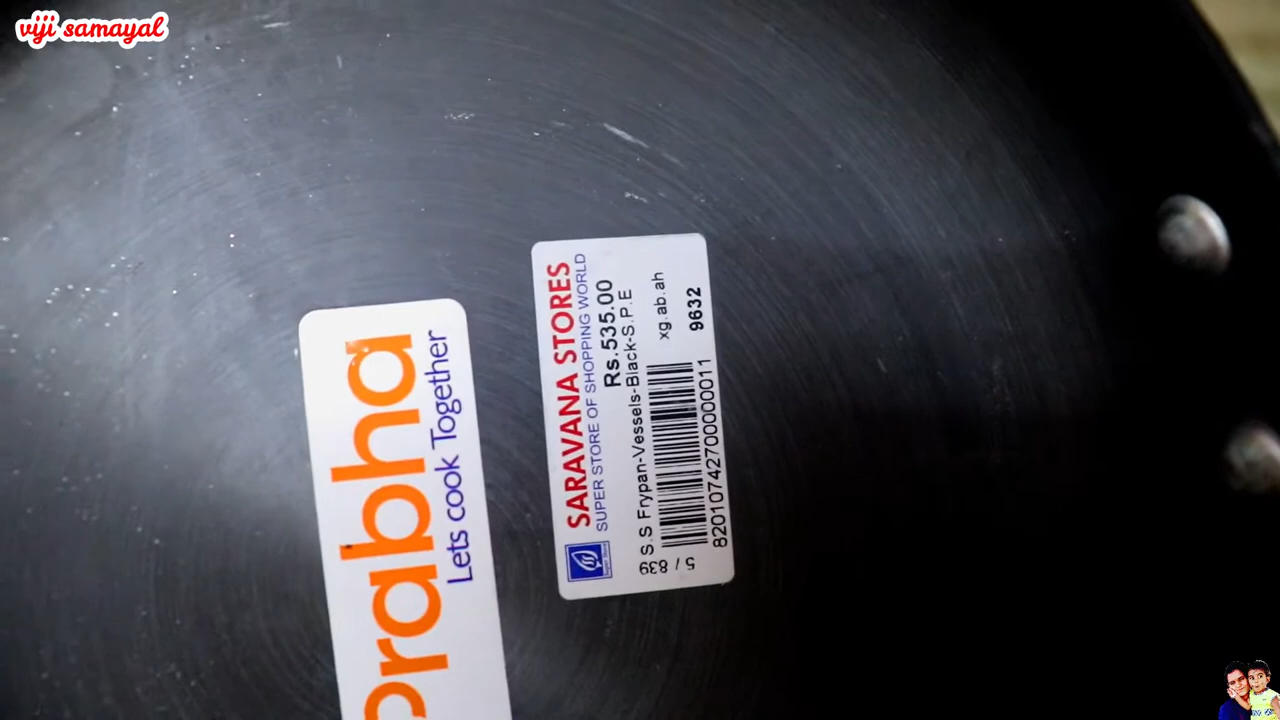 viji samayal
Prabha
Lets cook Together
SARAVANA STORES
SUPER STORE OF SHOPPING WORLD
Rs.535.00
S.S Frypan-Vessels-Black-S.P.E
xg.ab.ah
9632
820107427000000011
5 / 839